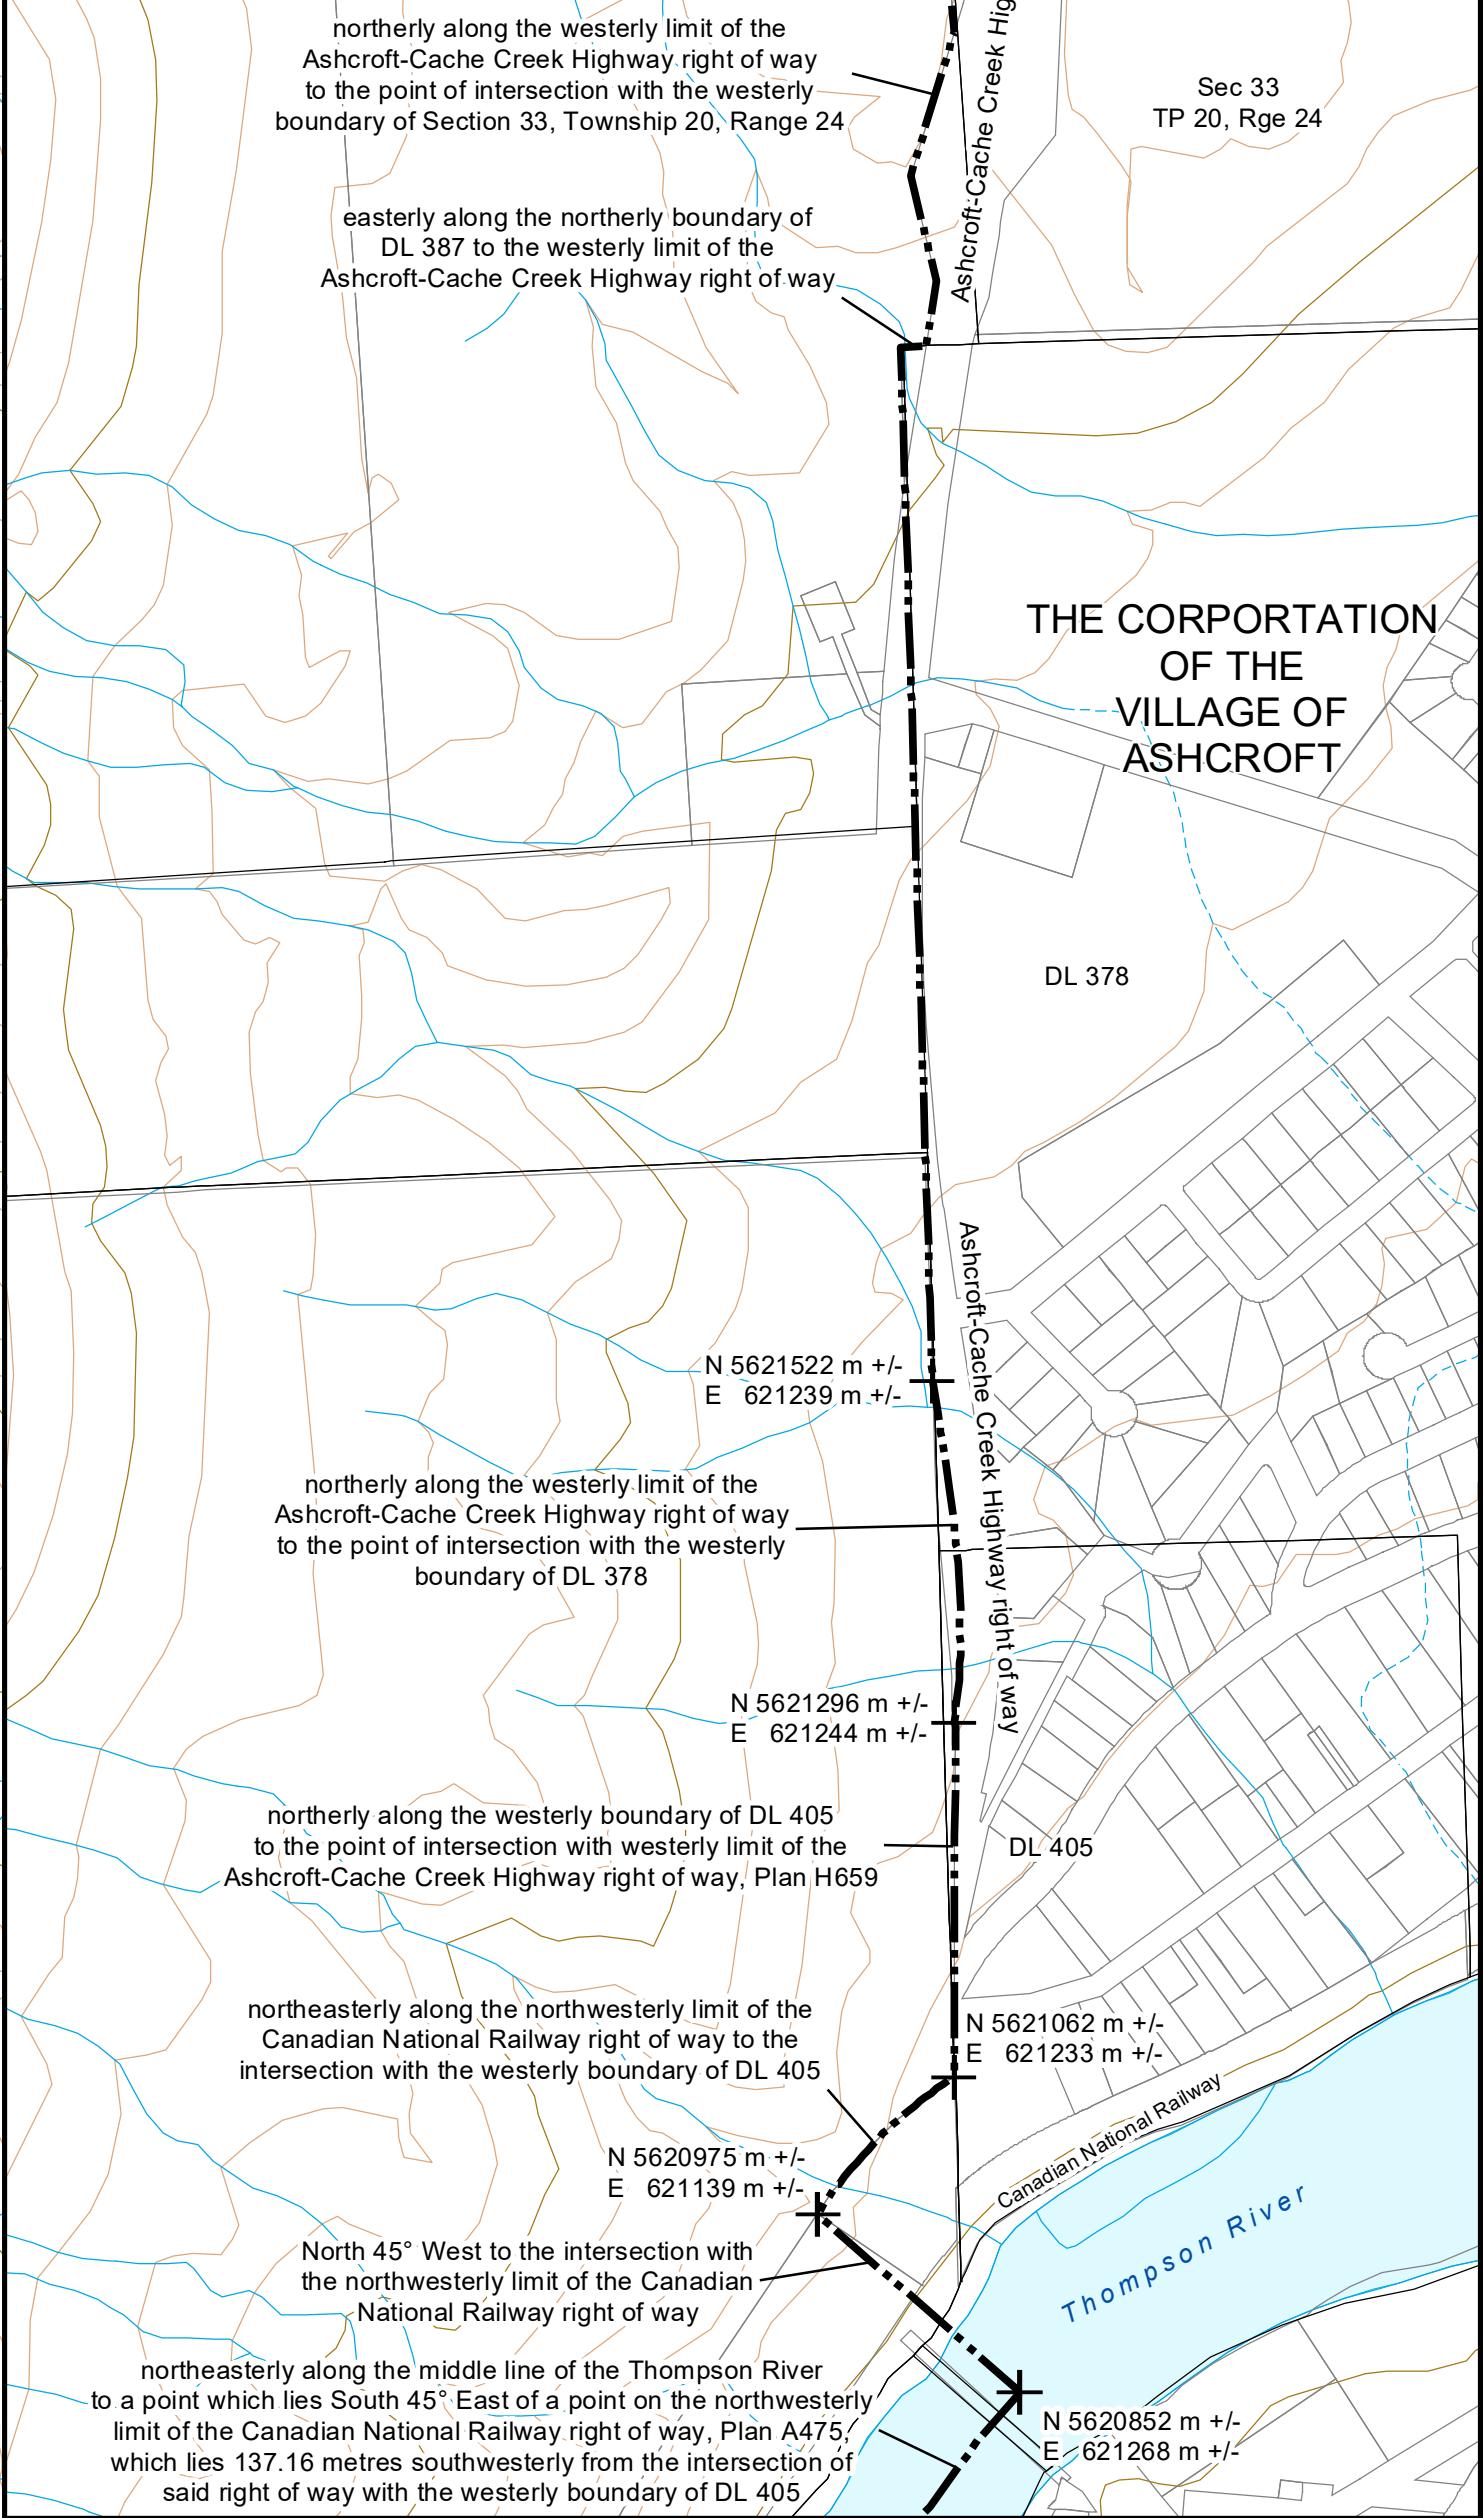 northerly along the westerly limit of the
Ashcroft-Cache Creek Highway right of way
to the point of intersection with the westerly
boundary of Section 33, Township 20, Range 24
Ashcroft-Cache Creek Hig
Sec 33
TP 20, Rge 24
easterly along the northerly boundary of
DL 387 to the westerly limit of the
Ashcroft-Cache Creek Highway right of way
THE CORPORTATION
OF THE
VILLAGE OF
ASHCROFT
DL 378
Ashcroft-Cache Creek Highway right of way
N 5621522 m +/-
E 621239 m +/-
northerly along the westerly limit of the
Ashcroft-Cache Creek Highway right of way
to the point of intersection with the westerly
boundary of DL 378
N 5621296 m +/-
E 621244 m +/-
northerly along the westerly boundary of DL 405
to the point of intersection with westerly limit of the
Ashcroft-Cache Creek Highway right of way, Plan H659
DL 405
northeasterly along the northwesterly limit of the
Canadian National Railway right of way to the
intersection with the westerly boundary of DL 405
N 5621062 m +/-
E 621233 m +/-
Canadian National Railway
N 5620975 m +/-
E 621139 m +/-
Thompson River
North 45° West to the intersection with
the northwesterly limit of the Canadian
National Railway right of way
northeasterly along the middle line of the Thompson River
to a point which lies South 45° East of a point on the northwesterly
limit of the Canadian National Railway right of way, Plan A475,
which lies 137.16 metres southwesterly from the intersection of
said right of way with the westerly boundary of DL 405
N 5620852 m +/-
E 621268 m +/-